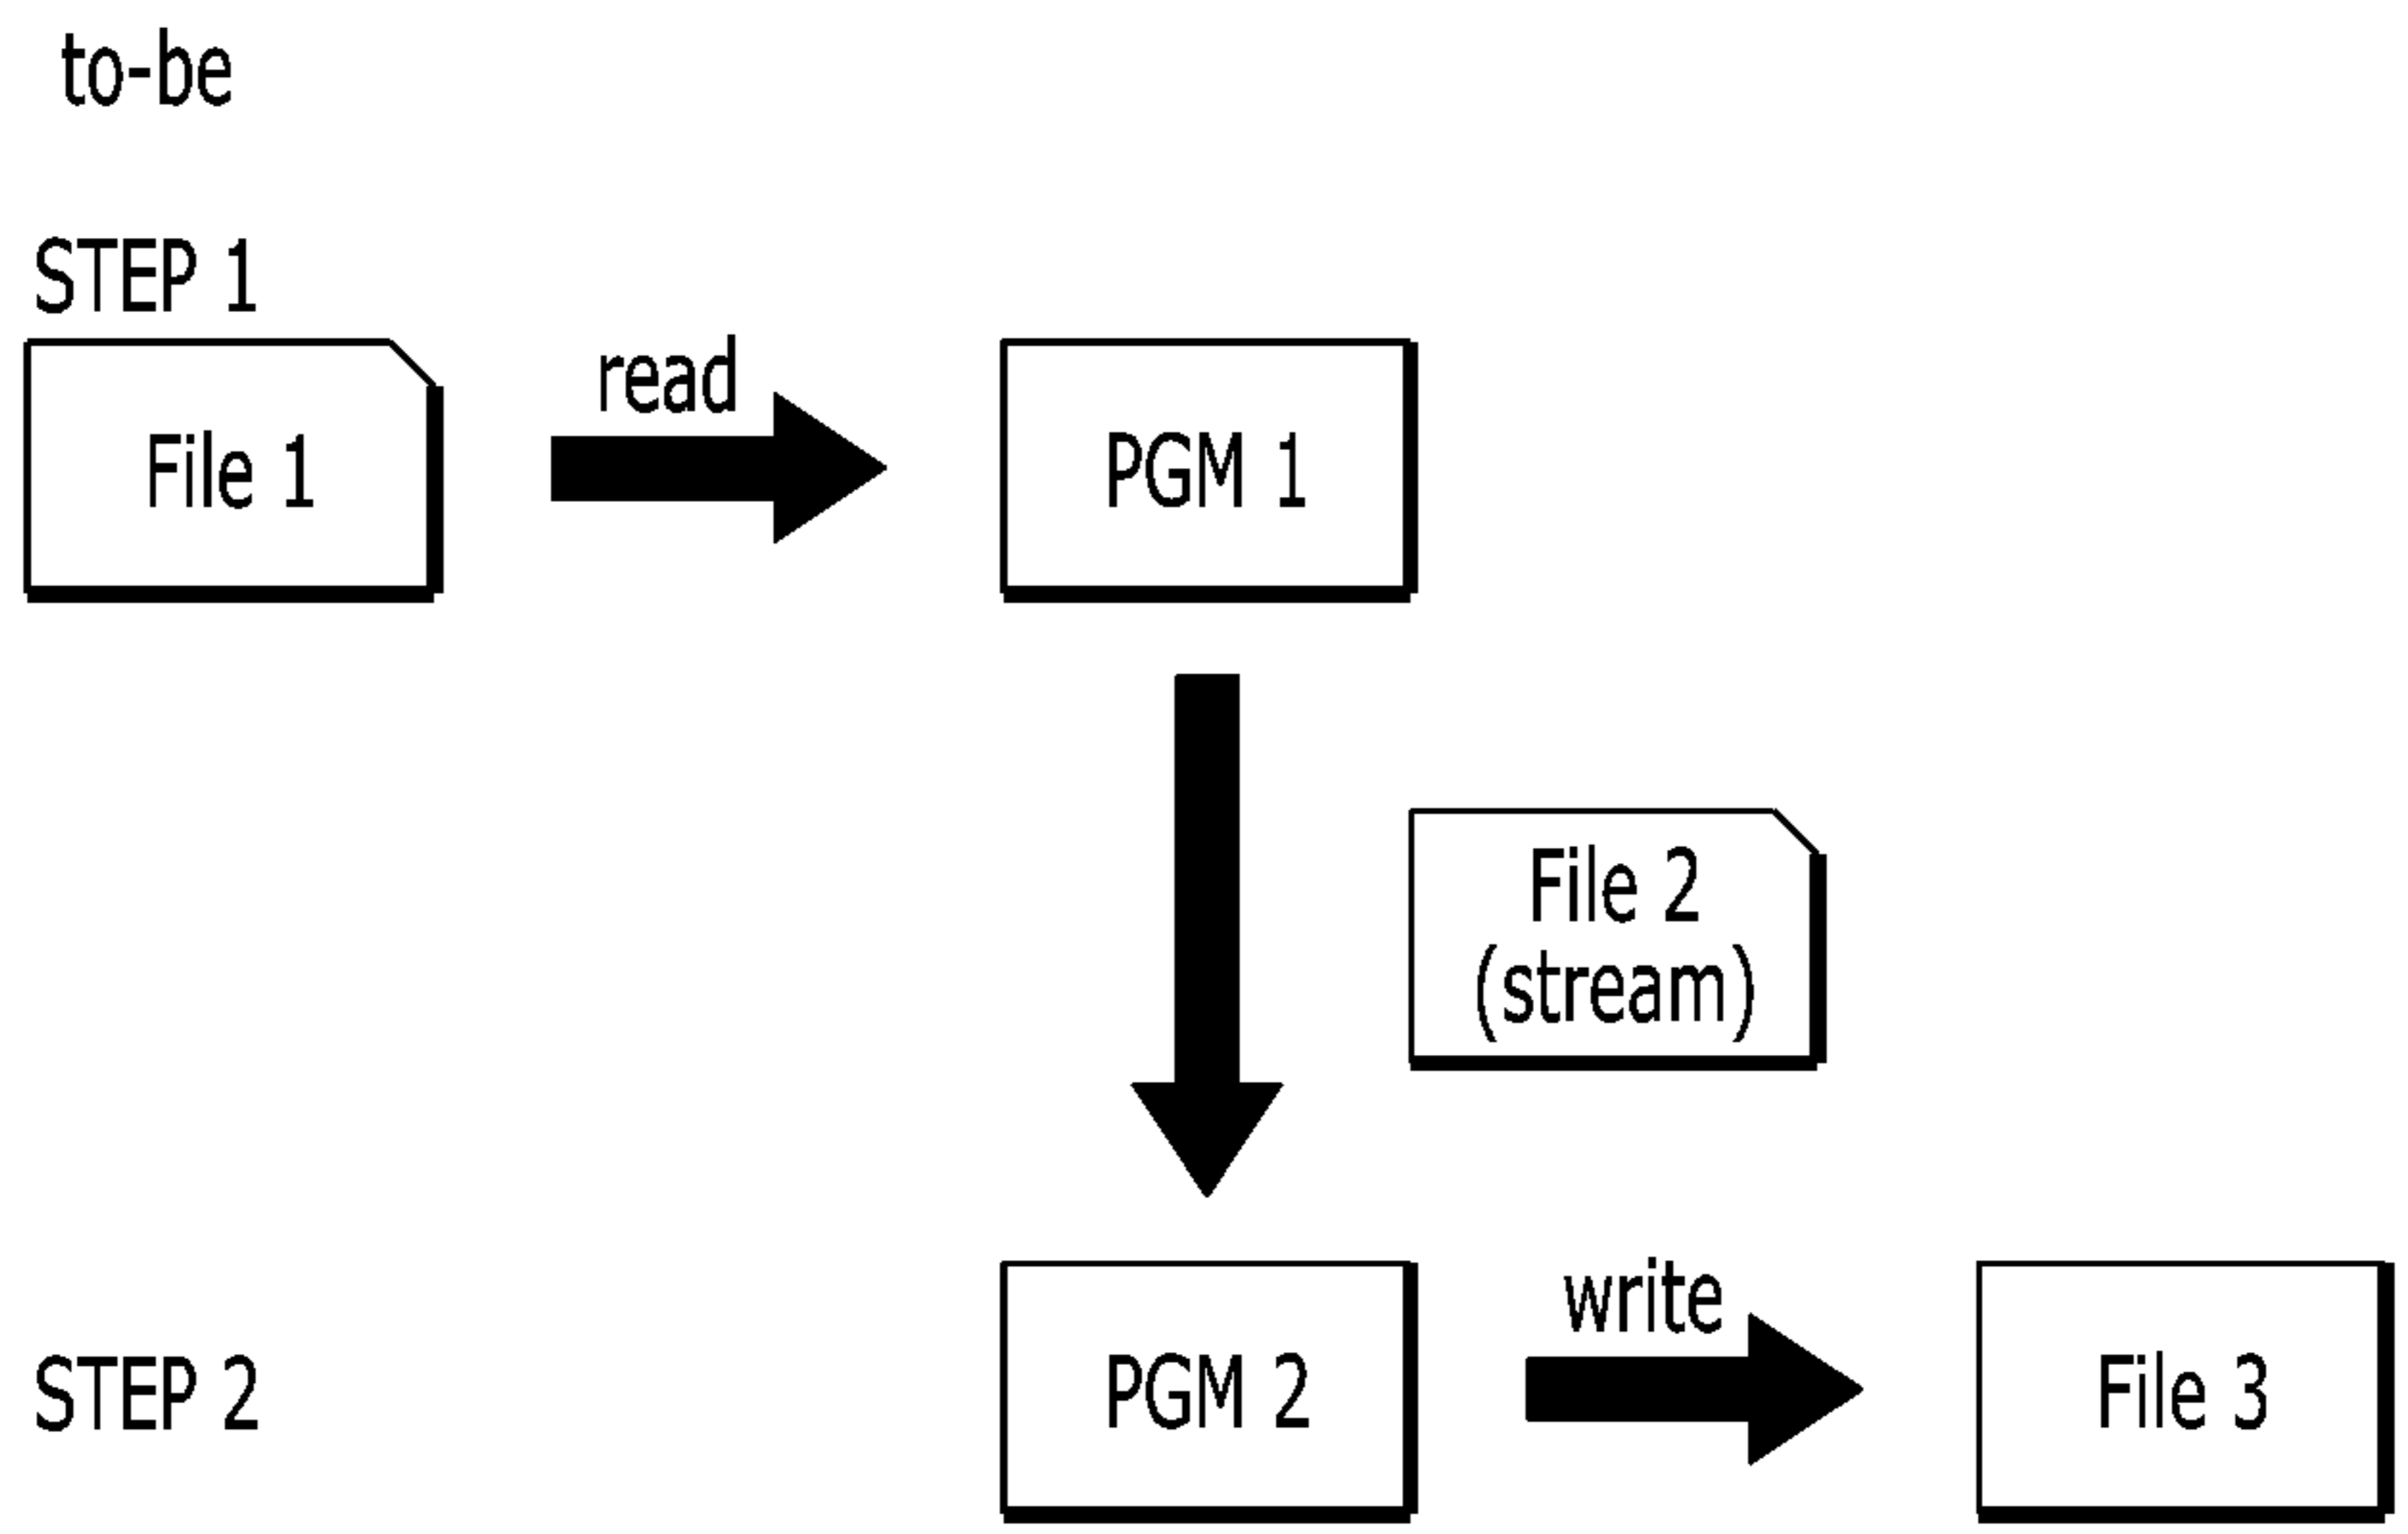 to-be
STEP 1
File 1
read
PGM 1
File 2
(stream)
STEP 2
PGM 2
write
File 3